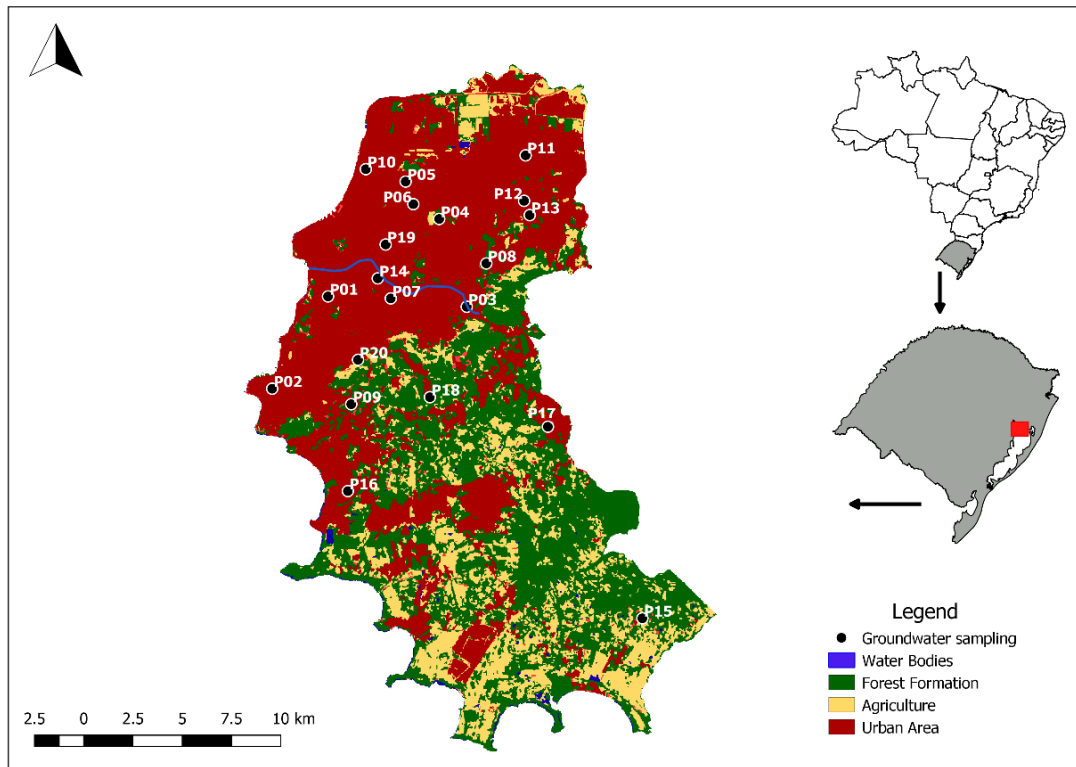 P11
P10
P05
P12
P06
P13
P04
P19
P08
P14
P01
P07
P03
P20
P02
P18
P09
P17
P16
P15
Legend
Groundwater sampling
Water Bodies
Forest Formation
Agriculture
Urban Area
2.5 0 2.5 5 7.5 10 km